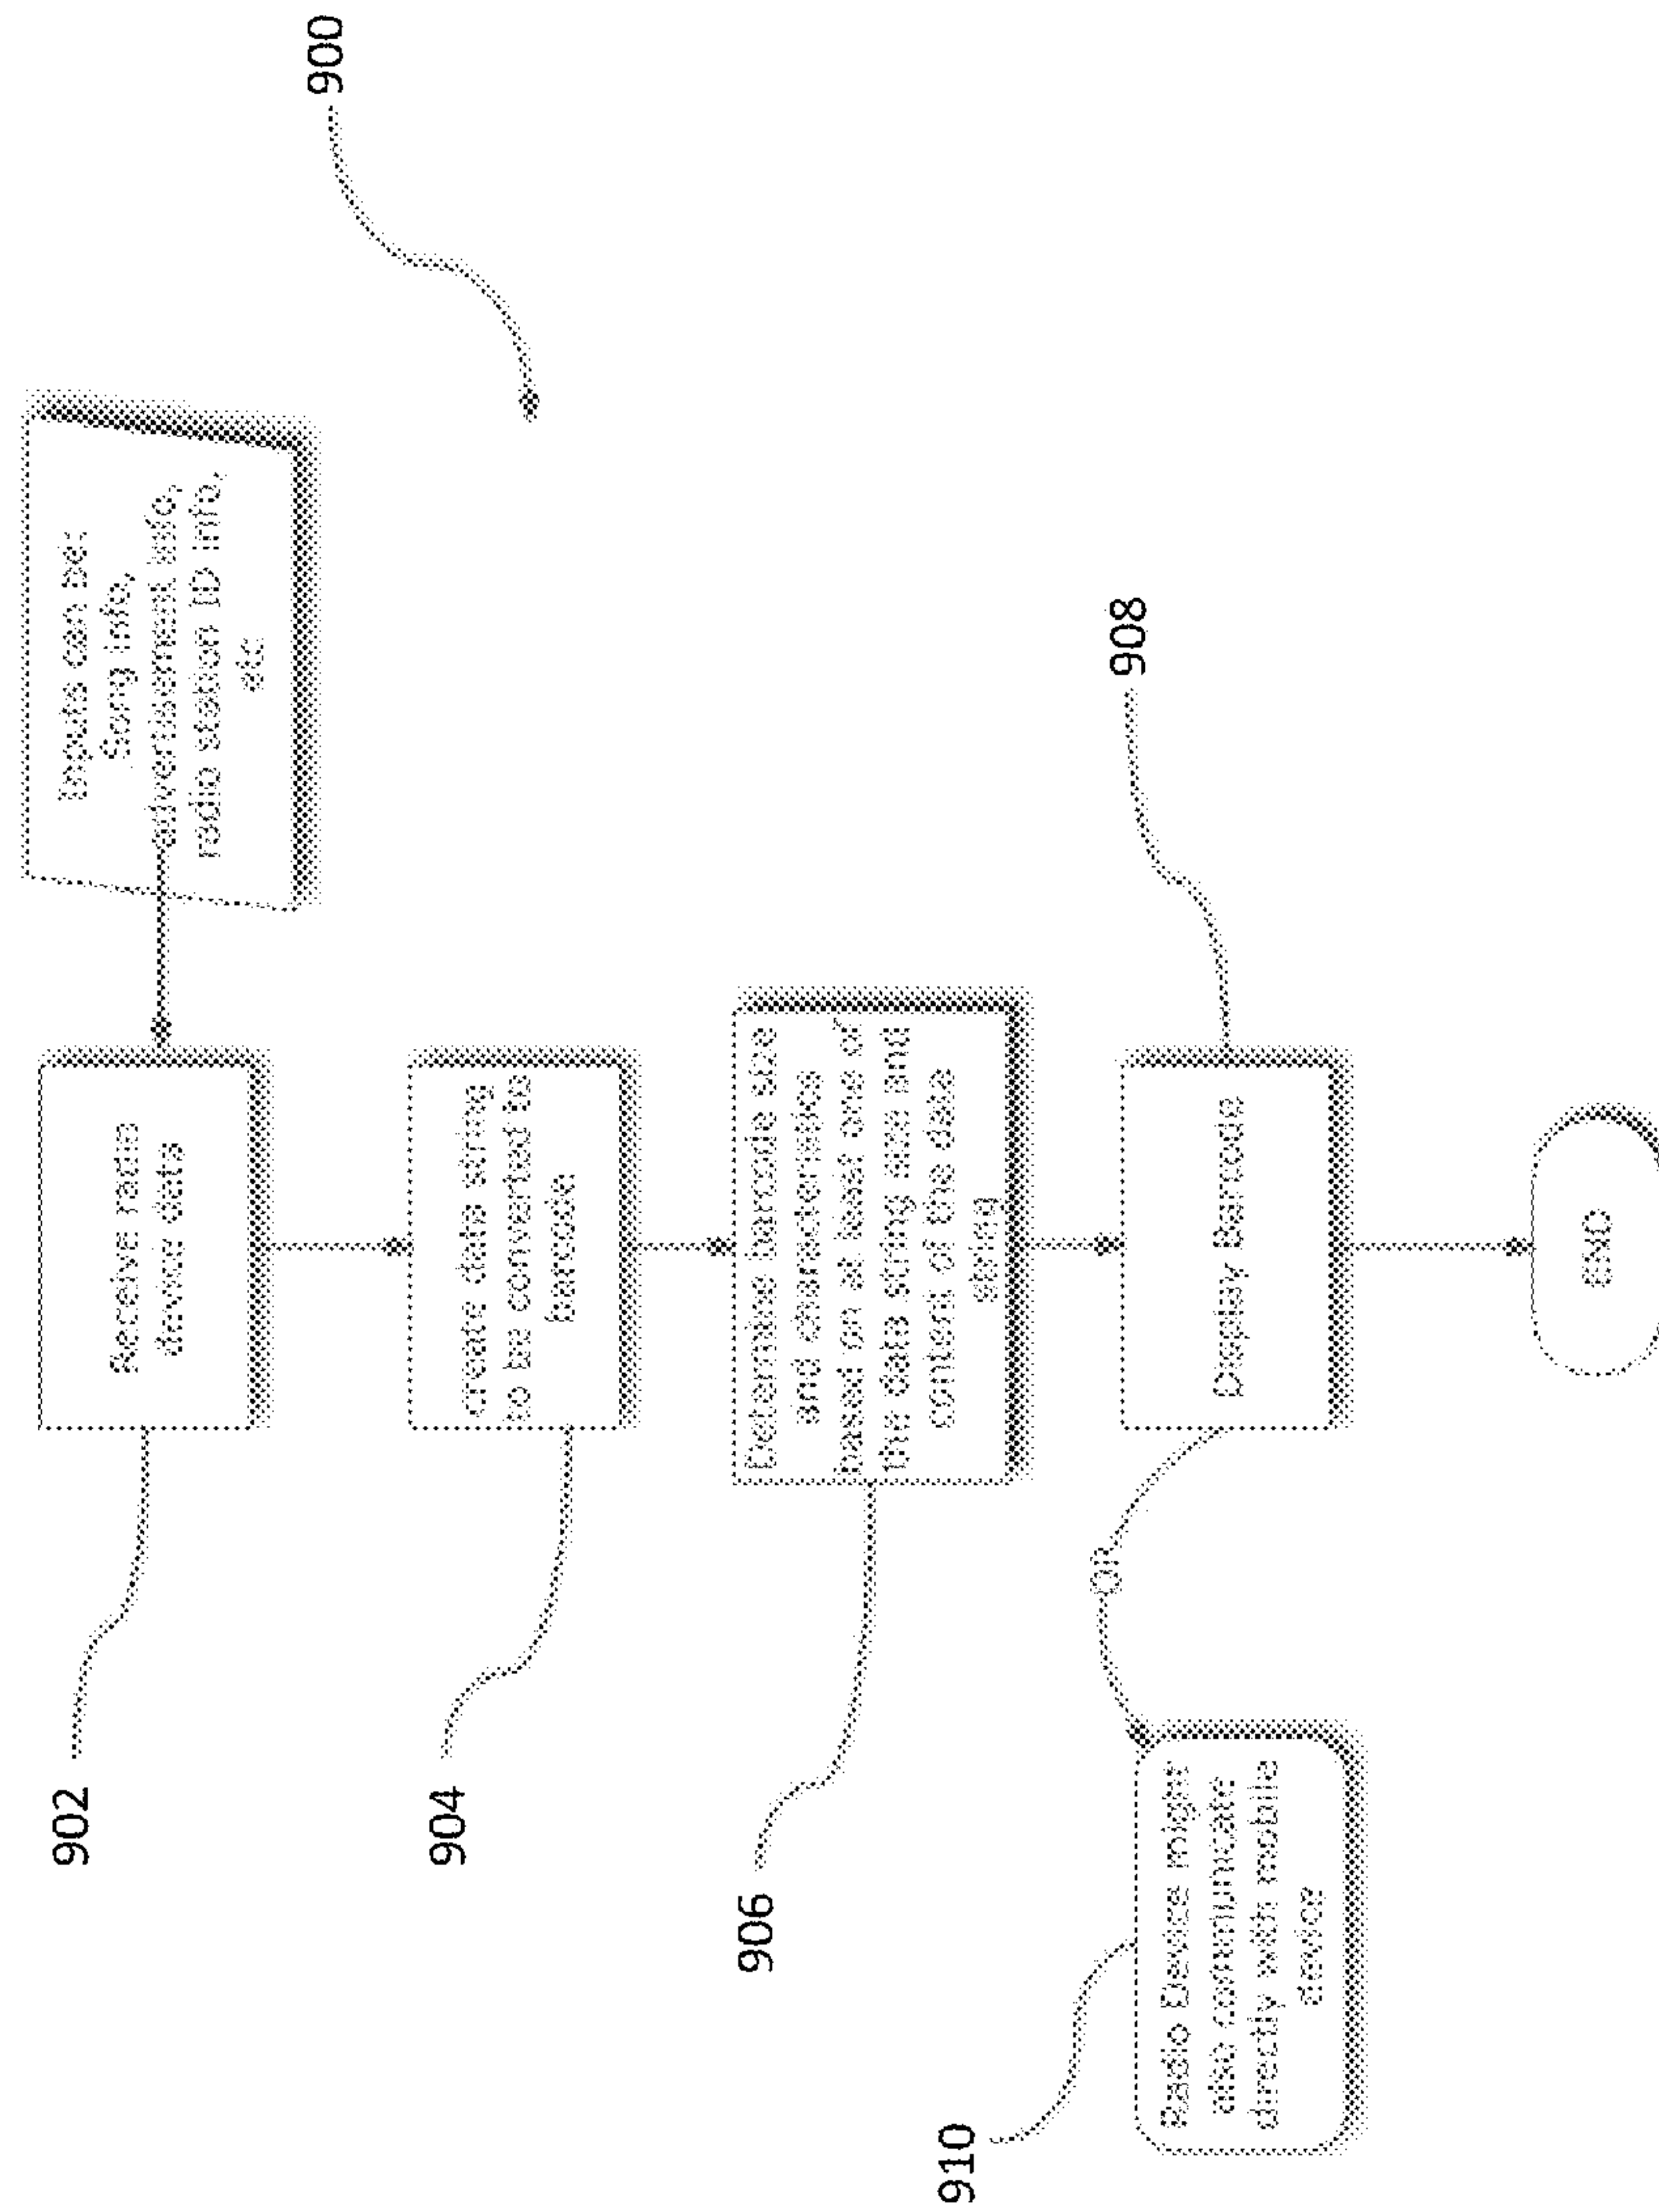 900
Inputs can be:
Song info,
advertisement info,
radio station ID info,
etc
902
Receive radio
device data
904
create data string
to be converted to
barcode
906
Determine barcode size
and characteristics
based on at least one of
the data string size and
content of the data
string
908
Display Barcode
OR
910
Radio Device might
also communicate
directly with mobile
device
END